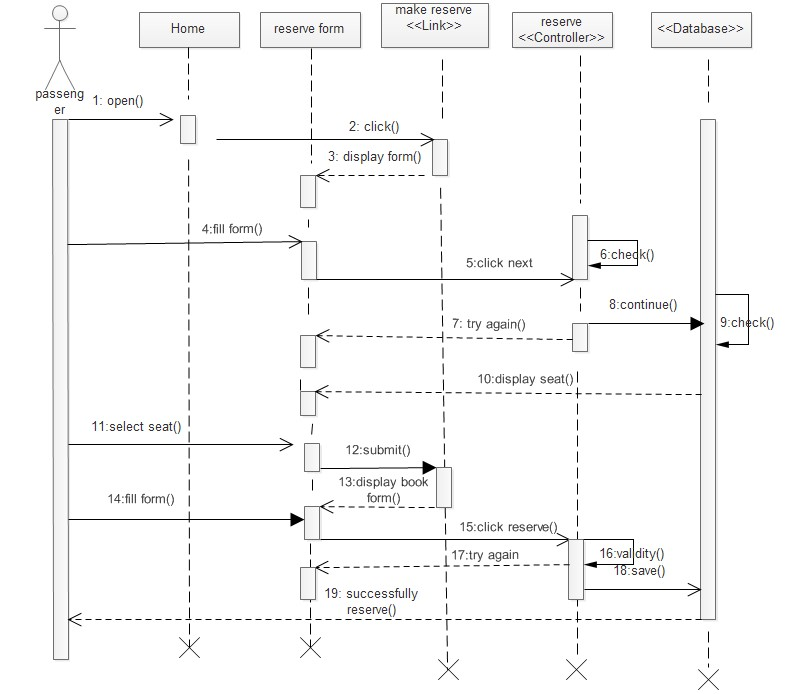 make reserve
<<Link>>
Home
reserve form
reserve
<<Controller>>
<<Database>>
passeng
er
1: open()
2: click()
3: display form()
4:fill form()
5:click next
6:check()
7: try again()
8:continue()
9:check()
10:display seat()
11:select seat()
12:submit()
13:display book
form()
14:fill form()
15:click reserve()
16:validity()
17:try again
18:save()
19: successfully
reserve()